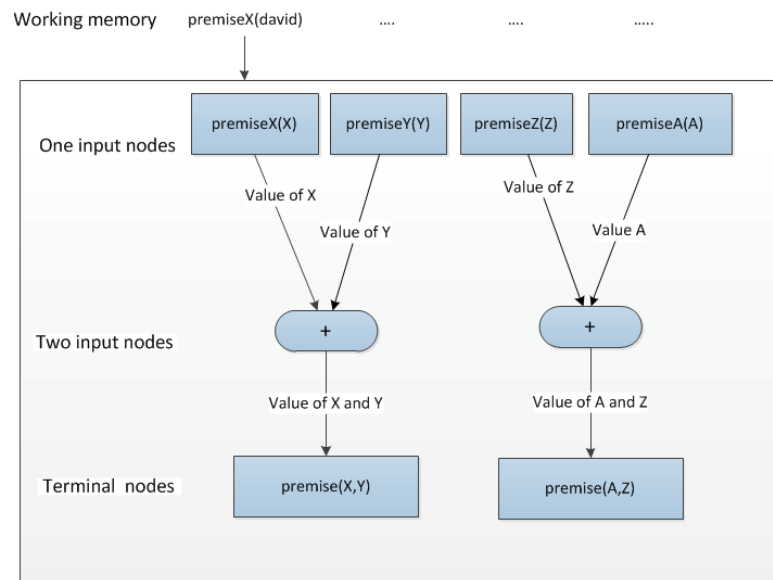 Working memory premiseX(david) .... .... .....
premiseX(X) premiseY(Y) premiseZ(Z) premiseA(A)
One input nodes
Value of X Value of Z
Value of Y Value A
+ +
Two input nodes
Value of X and Y Value of A and Z
Terminal nodes premise(X,Y) premise(A,Z)